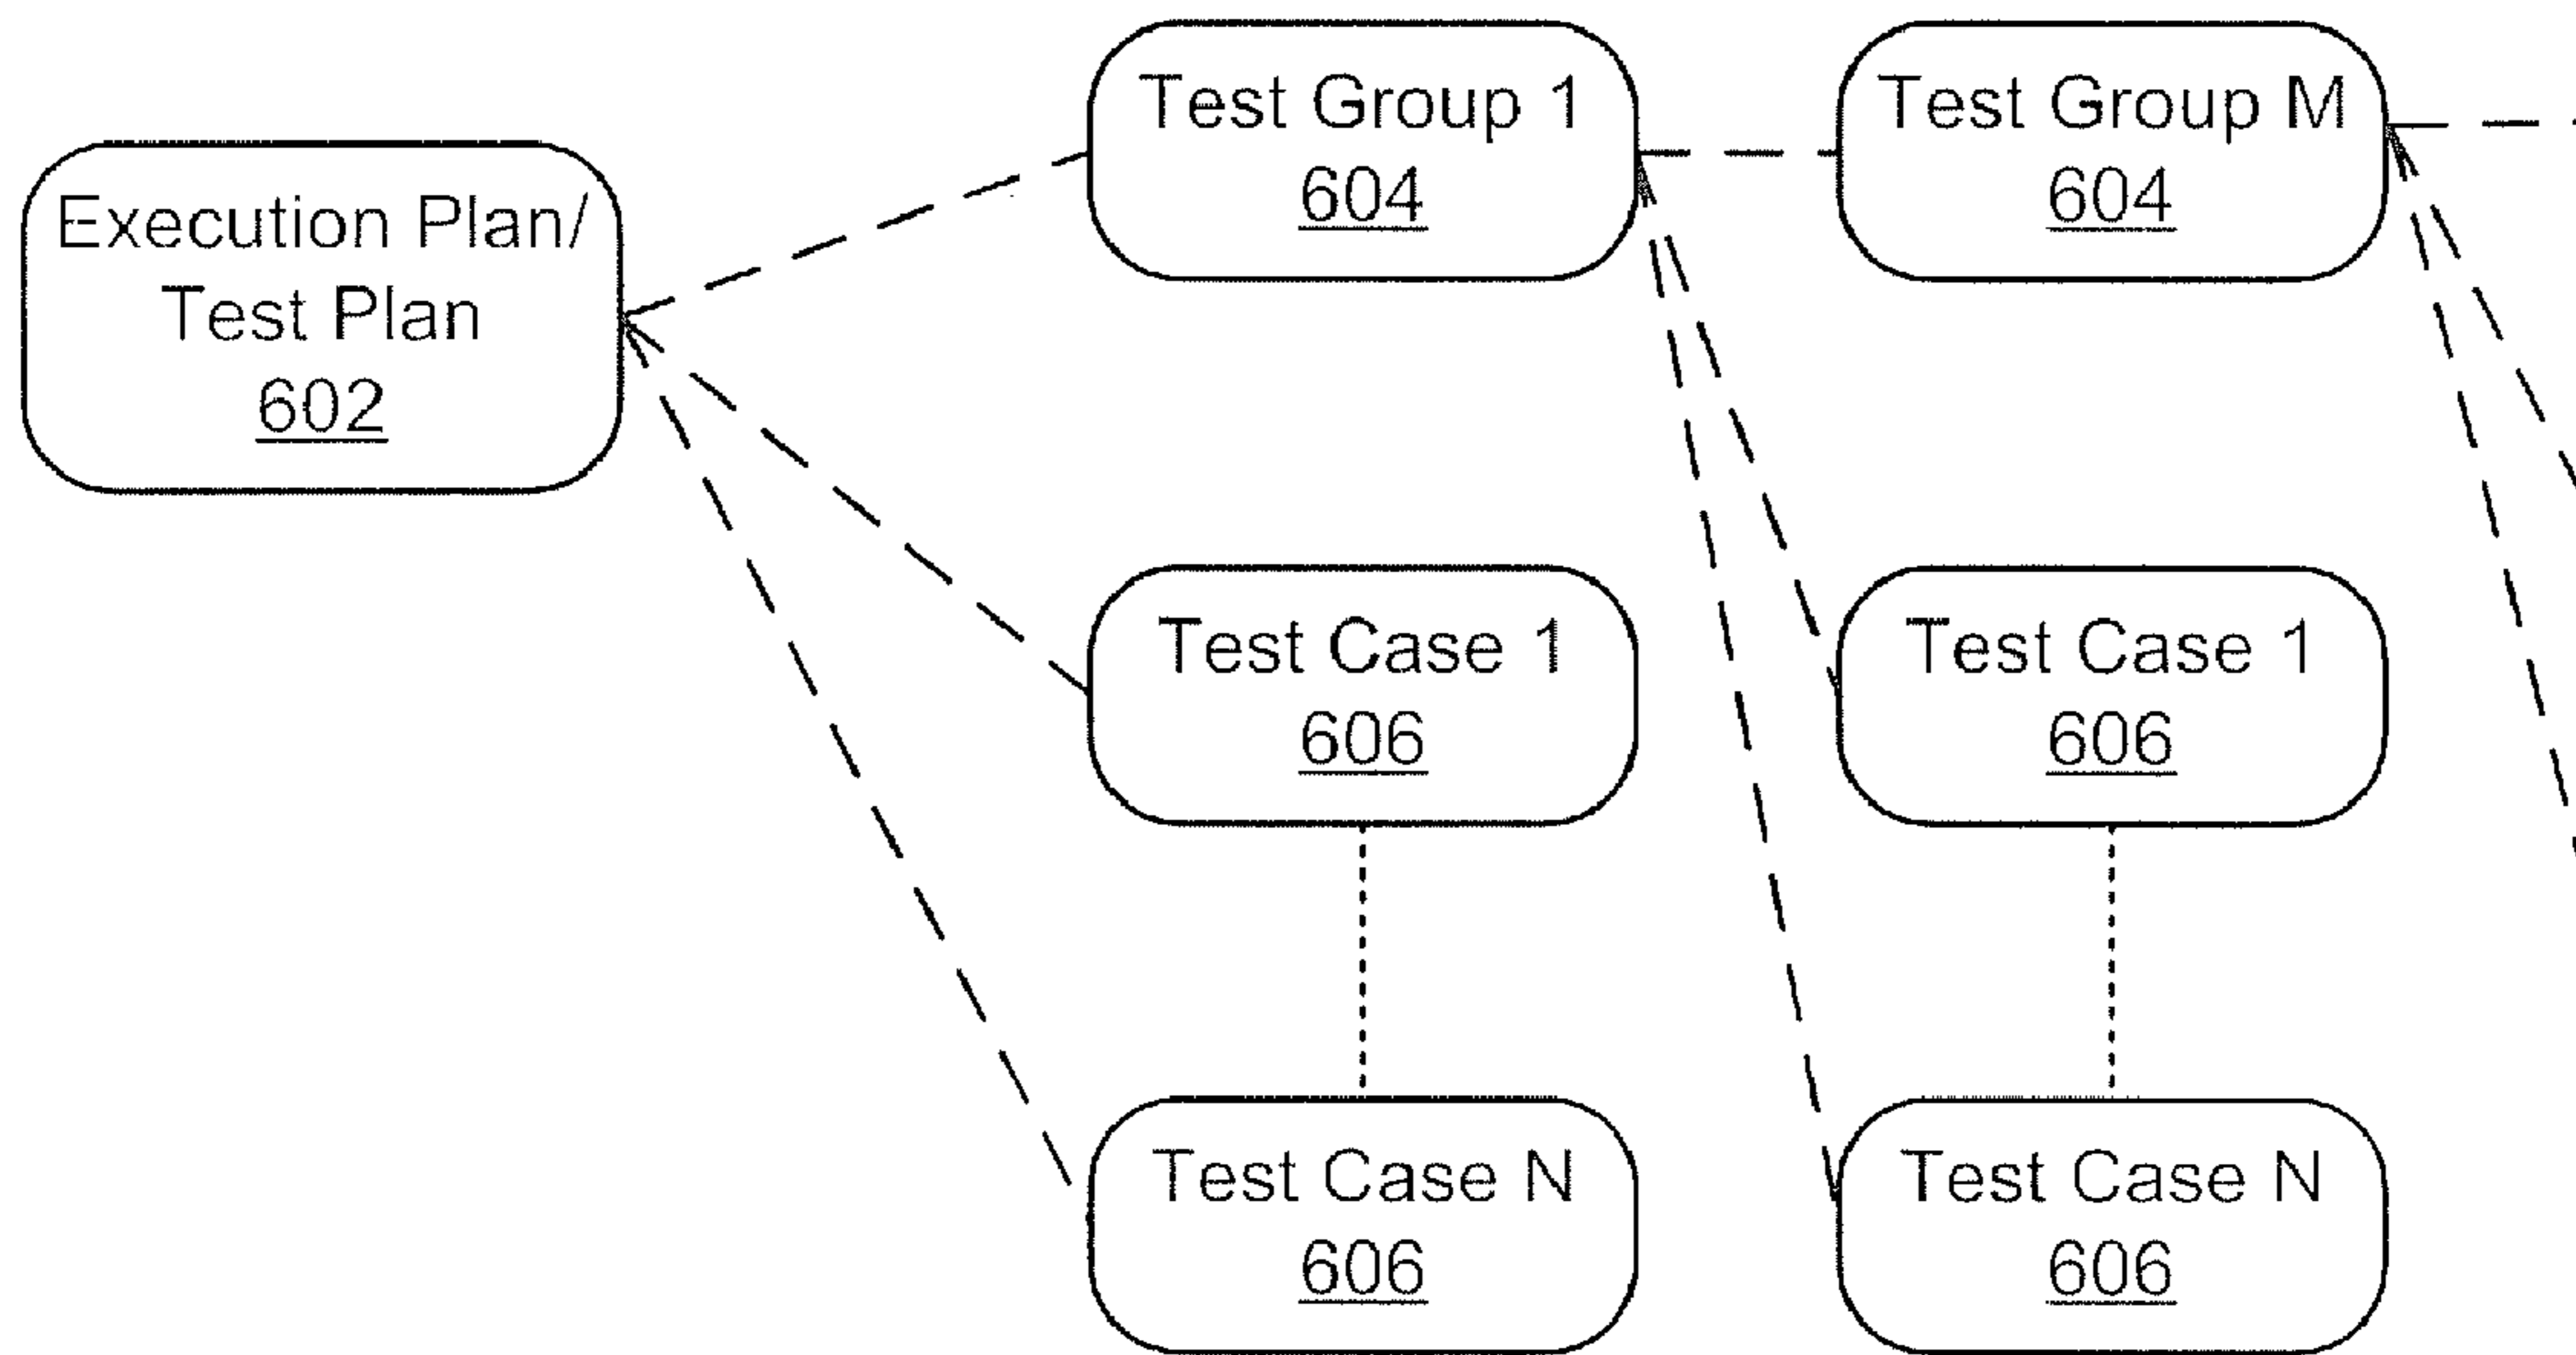 Execution Plan/
Test Plan
602
Test Group 1
604
Test Group M
604
Test Case 1
606
Test Case 1
606
Test Case N
606
Test Case N
606